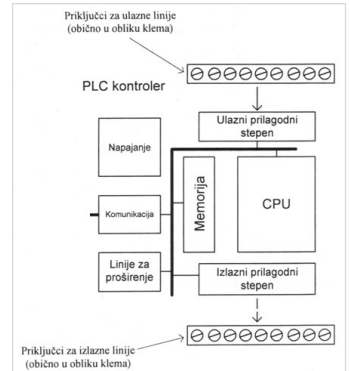 Priključci za ulazne linije
(obično u obliku klema)
PLC kontroler
Ulazni prilagodni
stepen
Napajanje
Komunikacija
Memorija
CPU
Linije za
proširenje
Izlazni prilagodni
stepen
Priključci za izlazne linije
(obično u obliku klema)